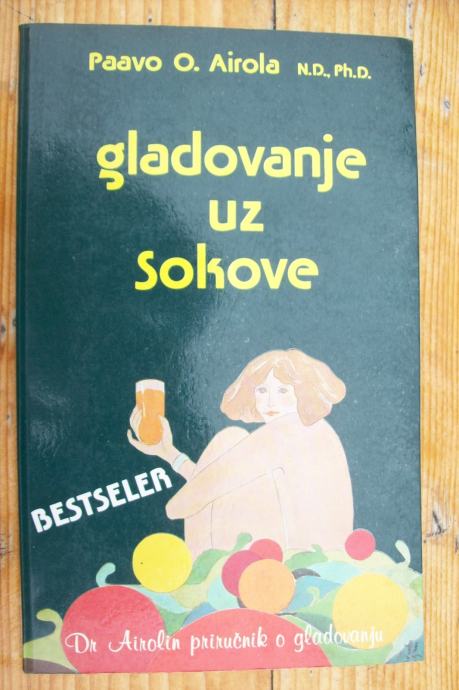 Paavo O. Airola N.D., Ph.D.
gladovanje
uz
sokove
BESTSELER
Dr Airolin priručnik o gladovanju